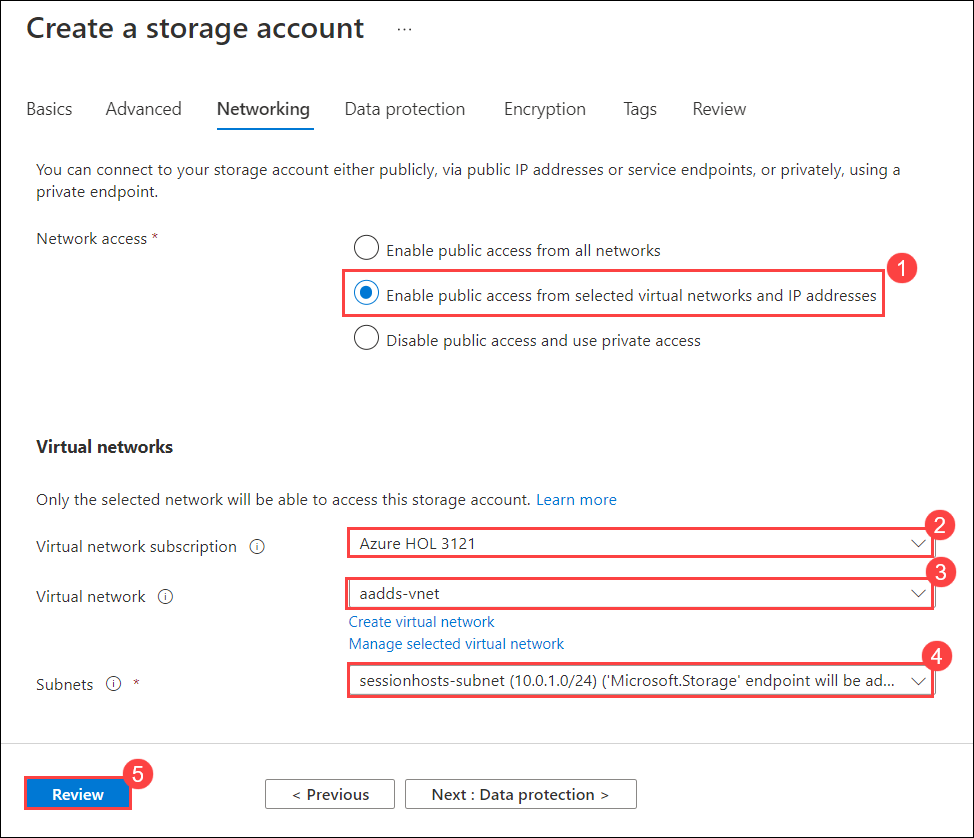 Create a storage account ...
Basics Advanced Networking Data protection Encryption Tags Review
You can connect to your storage account either publicly, via public IP addresses or service endpoints, or privately, using a
private endpoint.
Network access *
Enable public access from all networks
1
Enable public access from selected virtual networks and IP addresses
Disable public access and use private access
Virtual networks
Only the selected network will be able to access this storage account. Learn more
2
Virtual network subscription Azure HOL 3121
3
Virtual network aadds-vnet
Create virtual network
Manage selected virtual network
4
Subnets * sessionhosts-subnet (10.0.1.0/24) ('Microsoft.Storage' endpoint will be ad...
5
Review < Previous Next : Data protection >